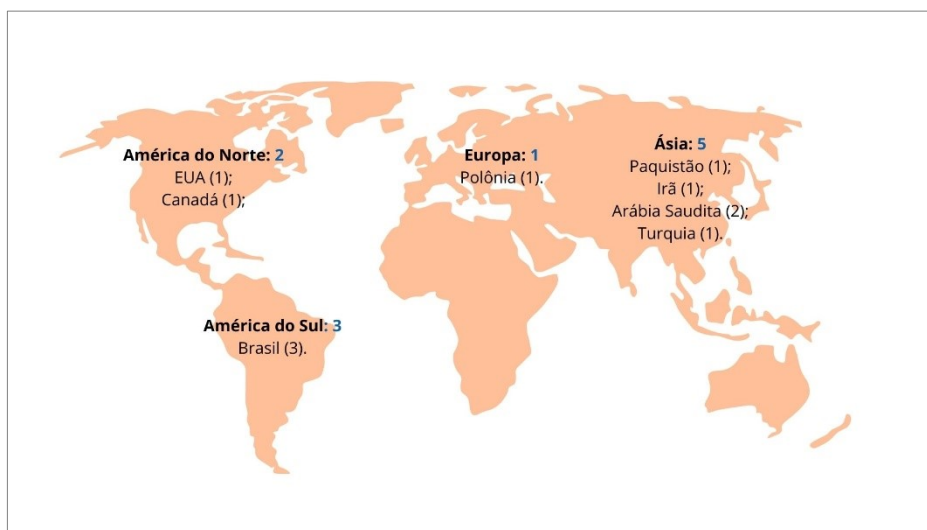 América do Norte: 2
EUA (1);
Canadá (1);
Europa: 1
Polônia (1).
Ásia: 5
Paquistão (1);
Irã (1);
Arábia Saudita (2);
Turquia (1).
América do Sul: 3
Brasil (3).